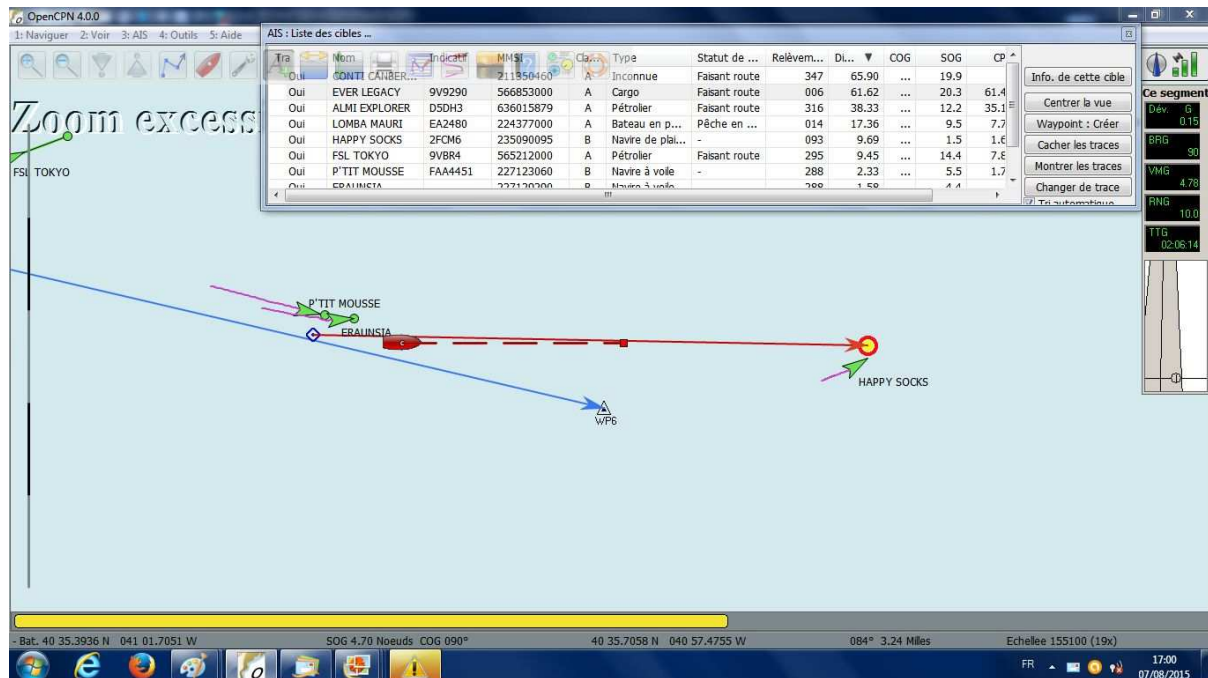 OpenCPN 4.0.0
1: Naviguer 2: Voir 3: AIS 4: Outils 5: Aide
AIS : Liste des cibles ...
Tra Nom Indicatif MMSI Cla... Type Statut de ... Relèvem... Di... ▼ COG SOG CP
Oui CONTI CANBER... 211350460 A Inconnue Faisant route 347 65.90 ... 19.9
Oui EVER LEGACY 9V9290 566853000 A Cargo Faisant route 006 61.62 ... 20.3 61.4
Oui ALMI EXPLORER D5DH3 636015879 A Pétrolier Faisant route 316 38.33 ... 12.2 35.1
Oui LOMBA MAURI EA2480 224377000 A Bateau en p... Pêche en ... 014 17.36 ... 9.5 7.7
Oui HAPPY SOCKS 2FCM6 235090095 B Navire de plai... - 093 9.69 ... 1.5 1.6
Oui FSL TOKYO 9VBR4 565212000 A Pétrolier Faisant route 295 9.45 ... 14.4 7.8
Oui P'TIT MOUSSE FAA4451 227123060 B Navire à voile - 288 2.33 ... 5.5 1.7
Oui ERAUNSIA 227120200 B Navire à voile 288 1.58 4.4
Info. de cette cible
Centrer la vue
Waypoint : Créer
Cacher les traces
Montrer les traces
Changer de trace
Tri automatique
Ce segment
Dév. G
0.15
BRG
90
VMG
4.78
RNG
10.0
TTG
02:06:14
Zoom excess
FSL TOKYO
P'TIT MOUSSE
ERAUNSIA
HAPPY SOCKS
WP6
- Bat. 40 35.3936 N 041 01.7051 W SOG 4.70 Noeuds COG 090° 40 35.7058 N 040 57.4755 W 084° 3.24 Milles Echellee 155100 (19x)
FR 17:00
07/08/2015